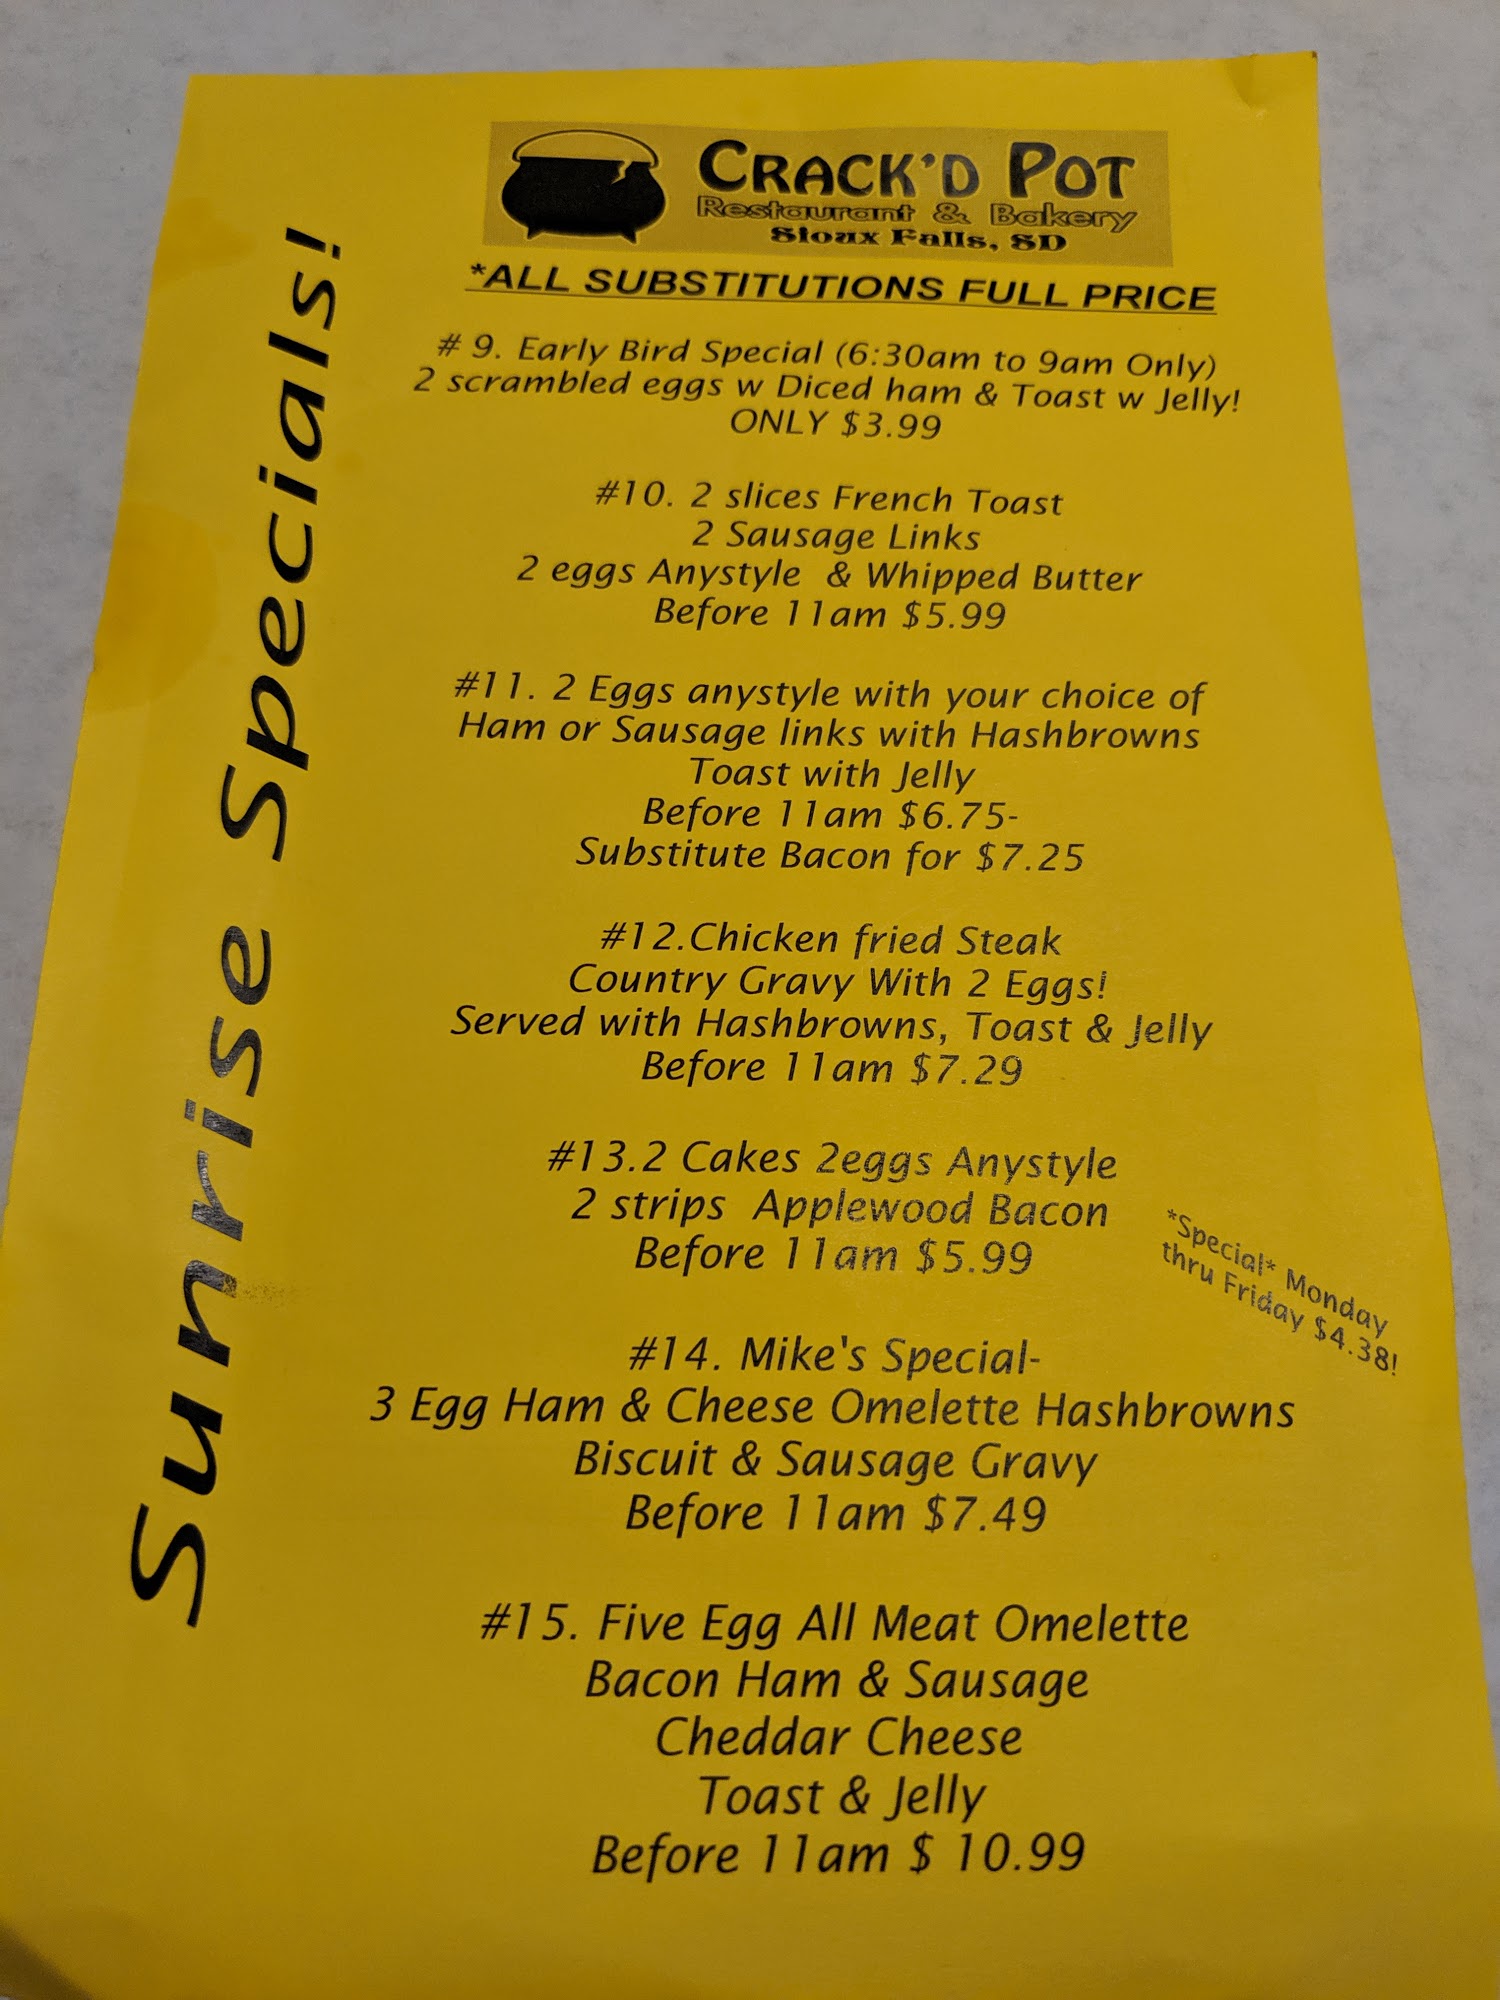 CRACK'D POT
Restaurant & Bakery
Sioux Falls, SD
*ALL SUBSTITUTIONS FULL PRICE
Sunrise Specials!
# 9. Early Bird Special (6:30am to 9am Only)
2 scrambled eggs w Diced ham & Toast w Jelly!
ONLY $3.99
#10. 2 slices French Toast
2 Sausage Links
2 eggs Anystyle & Whipped Butter
Before 11am $5.99
#11. 2 Eggs anystyle with your choice of
Ham or Sausage links with Hashbrowns
Toast with Jelly
Before 11am $6.75-
Substitute Bacon for $7.25
#12.Chicken fried Steak
Country Gravy With 2 Eggs!
Served with Hashbrowns, Toast & Jelly
Before 11am $7.29
#13.2 Cakes 2eggs Anystyle
2 strips Applewood Bacon
Before 11am $5.99
*Special* Monday
thru Friday $4.38!
#14. Mike's Special-
3 Egg Ham & Cheese Omelette Hashbrowns
Biscuit & Sausage Gravy
Before 11am $7.49
#15. Five Egg All Meat Omelette
Bacon Ham & Sausage
Cheddar Cheese
Toast & Jelly
Before 11am $ 10.99